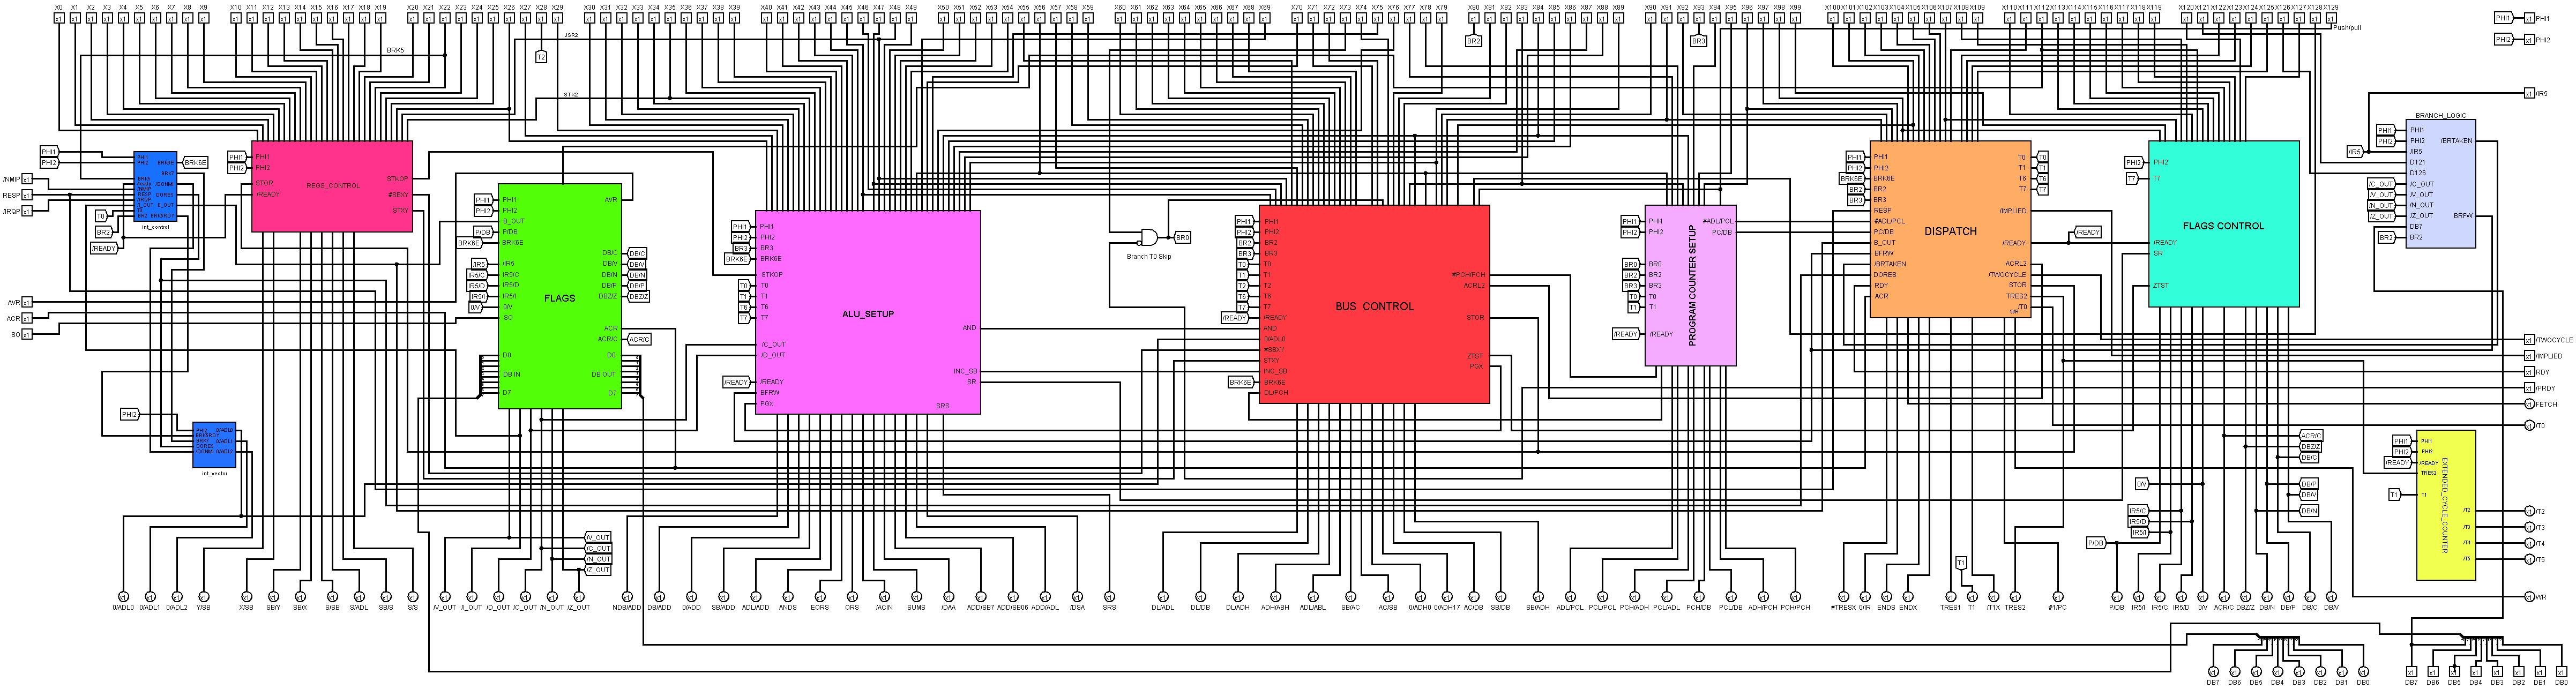 X0 X1 X2 X3 X4 X5 X6 X7 X8 X9 X10 X11 X12 X13 X14 X15 X16 X17 X18 X19 X20 X21 X22 X23 X24 X25 X26 X27 X28 X29 X30 X31 X32 X33 X34 X35 X36 X37 X38 X39 X40 X41 X42 X43 X44 X45 X46 X47 X48 X49 X50 X51 X52 X53 X54 X55 X56 X57 X58 X59 X60 X61 X62 X63 X64 X65 X66 X67 X68 X69 X70 X71 X72 X73 X74 X75 X76 X77 X78 X79 X80 X81 X82 X83 X84 X85 X86 X87 X88 X89 X90 X91 X92 X93 X94 X95 X96 X97 X98 X99 X100 X101 X102 X103 X104 X105 X106 X107 X108 X109 X110 X111 X112 X113 X114 X115 X116 X117 X118 X119 X120 X121 X122 X123 X124 X125 X126 X127 X128 X129
Push/pull
PHI1 x1 PHI1
PHI2 x1 PHI2
BRK5
JSR2
STK2
T2
BR2
BR3
/NMIP
RESP
/IRQP
AVR
ACR
SO
PHI1
PHI2
BRK6E
T0
BR2
/READY
int_control
PHI2
int_vector
REGS_CONTROL
PHI1
PHI2
STOR
/READY
STKOP
#SBXY
STXY
FLAGS
PHI1
PHI2
B_OUT
P/DB
BRK6E
/IR5
IR5/C
IR5/D
IR5/I
0/V
SO
D0
DB IN
D7
AVR
DB/C
DB/V
DB/N
DB/P
DBZ/Z
ACR
ACR/C
D0
DB OUT
D7
/V_OUT
/C_OUT
/N_OUT
/Z_OUT
ALU_SETUP
PHI1
PHI2
BR3
BRK6E
STKOP
T0
T1
T6
T7
/C_OUT
/D_OUT
/READY
BFRW
PGX
AND
INC_SB
SR
SRS
BR0
Branch T0 Skip
BUS CONTROL
PHI1
PHI2
BR2
BR3
T0
T1
T2
T6
T7
/READY
AND
0/ADL0
#SBXY
STXY
INC_SB
BRK6E
DL/PCH
#PCH/PCH
ACRL2
STOR
ZTST
PGX
PROGRAM COUNTER SETUP
PHI1
PHI2
BR0
BR2
BR3
T0
T1
/READY
#ADL/PCL
PC/DB
DISPATCH
PHI1
PHI2
BRK6E
BR2
BR3
RESP
#ADL/PCL
PC/DB
B_OUT
BFRW
/BRTAKEN
DORES
RDY
ACR
T0
T1
T6
T7
/IMPLIED
/READY
ACRL2
/TWOCYCLE
STOR
TRES2
/T0
WR
FLAGS CONTROL
PHI2
T7
/READY
SR
ZTST
BRANCH_LOGIC
PHI1
PHI2
/IR5
D121
D126
/C_OUT
/V_OUT
/N_OUT
/Z_OUT
DB7
BR2
/BRTAKEN
BRFW
/IR5
/TWOCYCLE
/IMPLIED
RDY
/PRDY
FETCH
/T0
EXTENDED_CYCLE_COUNTER
PHI1
PHI2
/READY
TRES2
T1
/T2
/T3
/T4
/T5
WR
ACR/C
DBZ/Z
DB/C
0/V
DB/P
DB/V
IR5/C
IR5/D
IR5/I
DB/N
P/DB
T1
0/ADL0 0/ADL1 0/ADL2 Y/SB X/SB SB/Y SB/X S/SB S/ADL SB/S S/S /V_OUT /I_OUT /D_OUT /C_OUT /N_OUT /Z_OUT NDB/ADD DB/ADD 0/ADD SB/ADD ADL/ADD ANDS EORS ORS /ACIN SUMS /DAA ADD/SB7 ADD/SB06 ADD/ADL /DSA SRS DL/ADL DL/DB DL/ADH ADH/ABH ADL/ABL SB/AC AC/SB 0/ADH0 0/ADH17 AC/DB SB/DB SB/ADH ADL/PCL PCL/PCL PCH/ADH PCL/ADL PCH/DB PCL/DB ADH/PCH PCH/PCH #TRESX 0/IR ENDS ENDX TRES1 T1 /T1X TRES2 #1/PC P/DB IR5/I IR5/C IR5/D 0/V ACR/C DBZ/Z DB/N DB/P DB/C DB/V
DB7 DB6 DB5 DB4 DB3 DB2 DB1 DB0 DB7 DB6 DB5 DB4 DB3 DB2 DB1 DB0